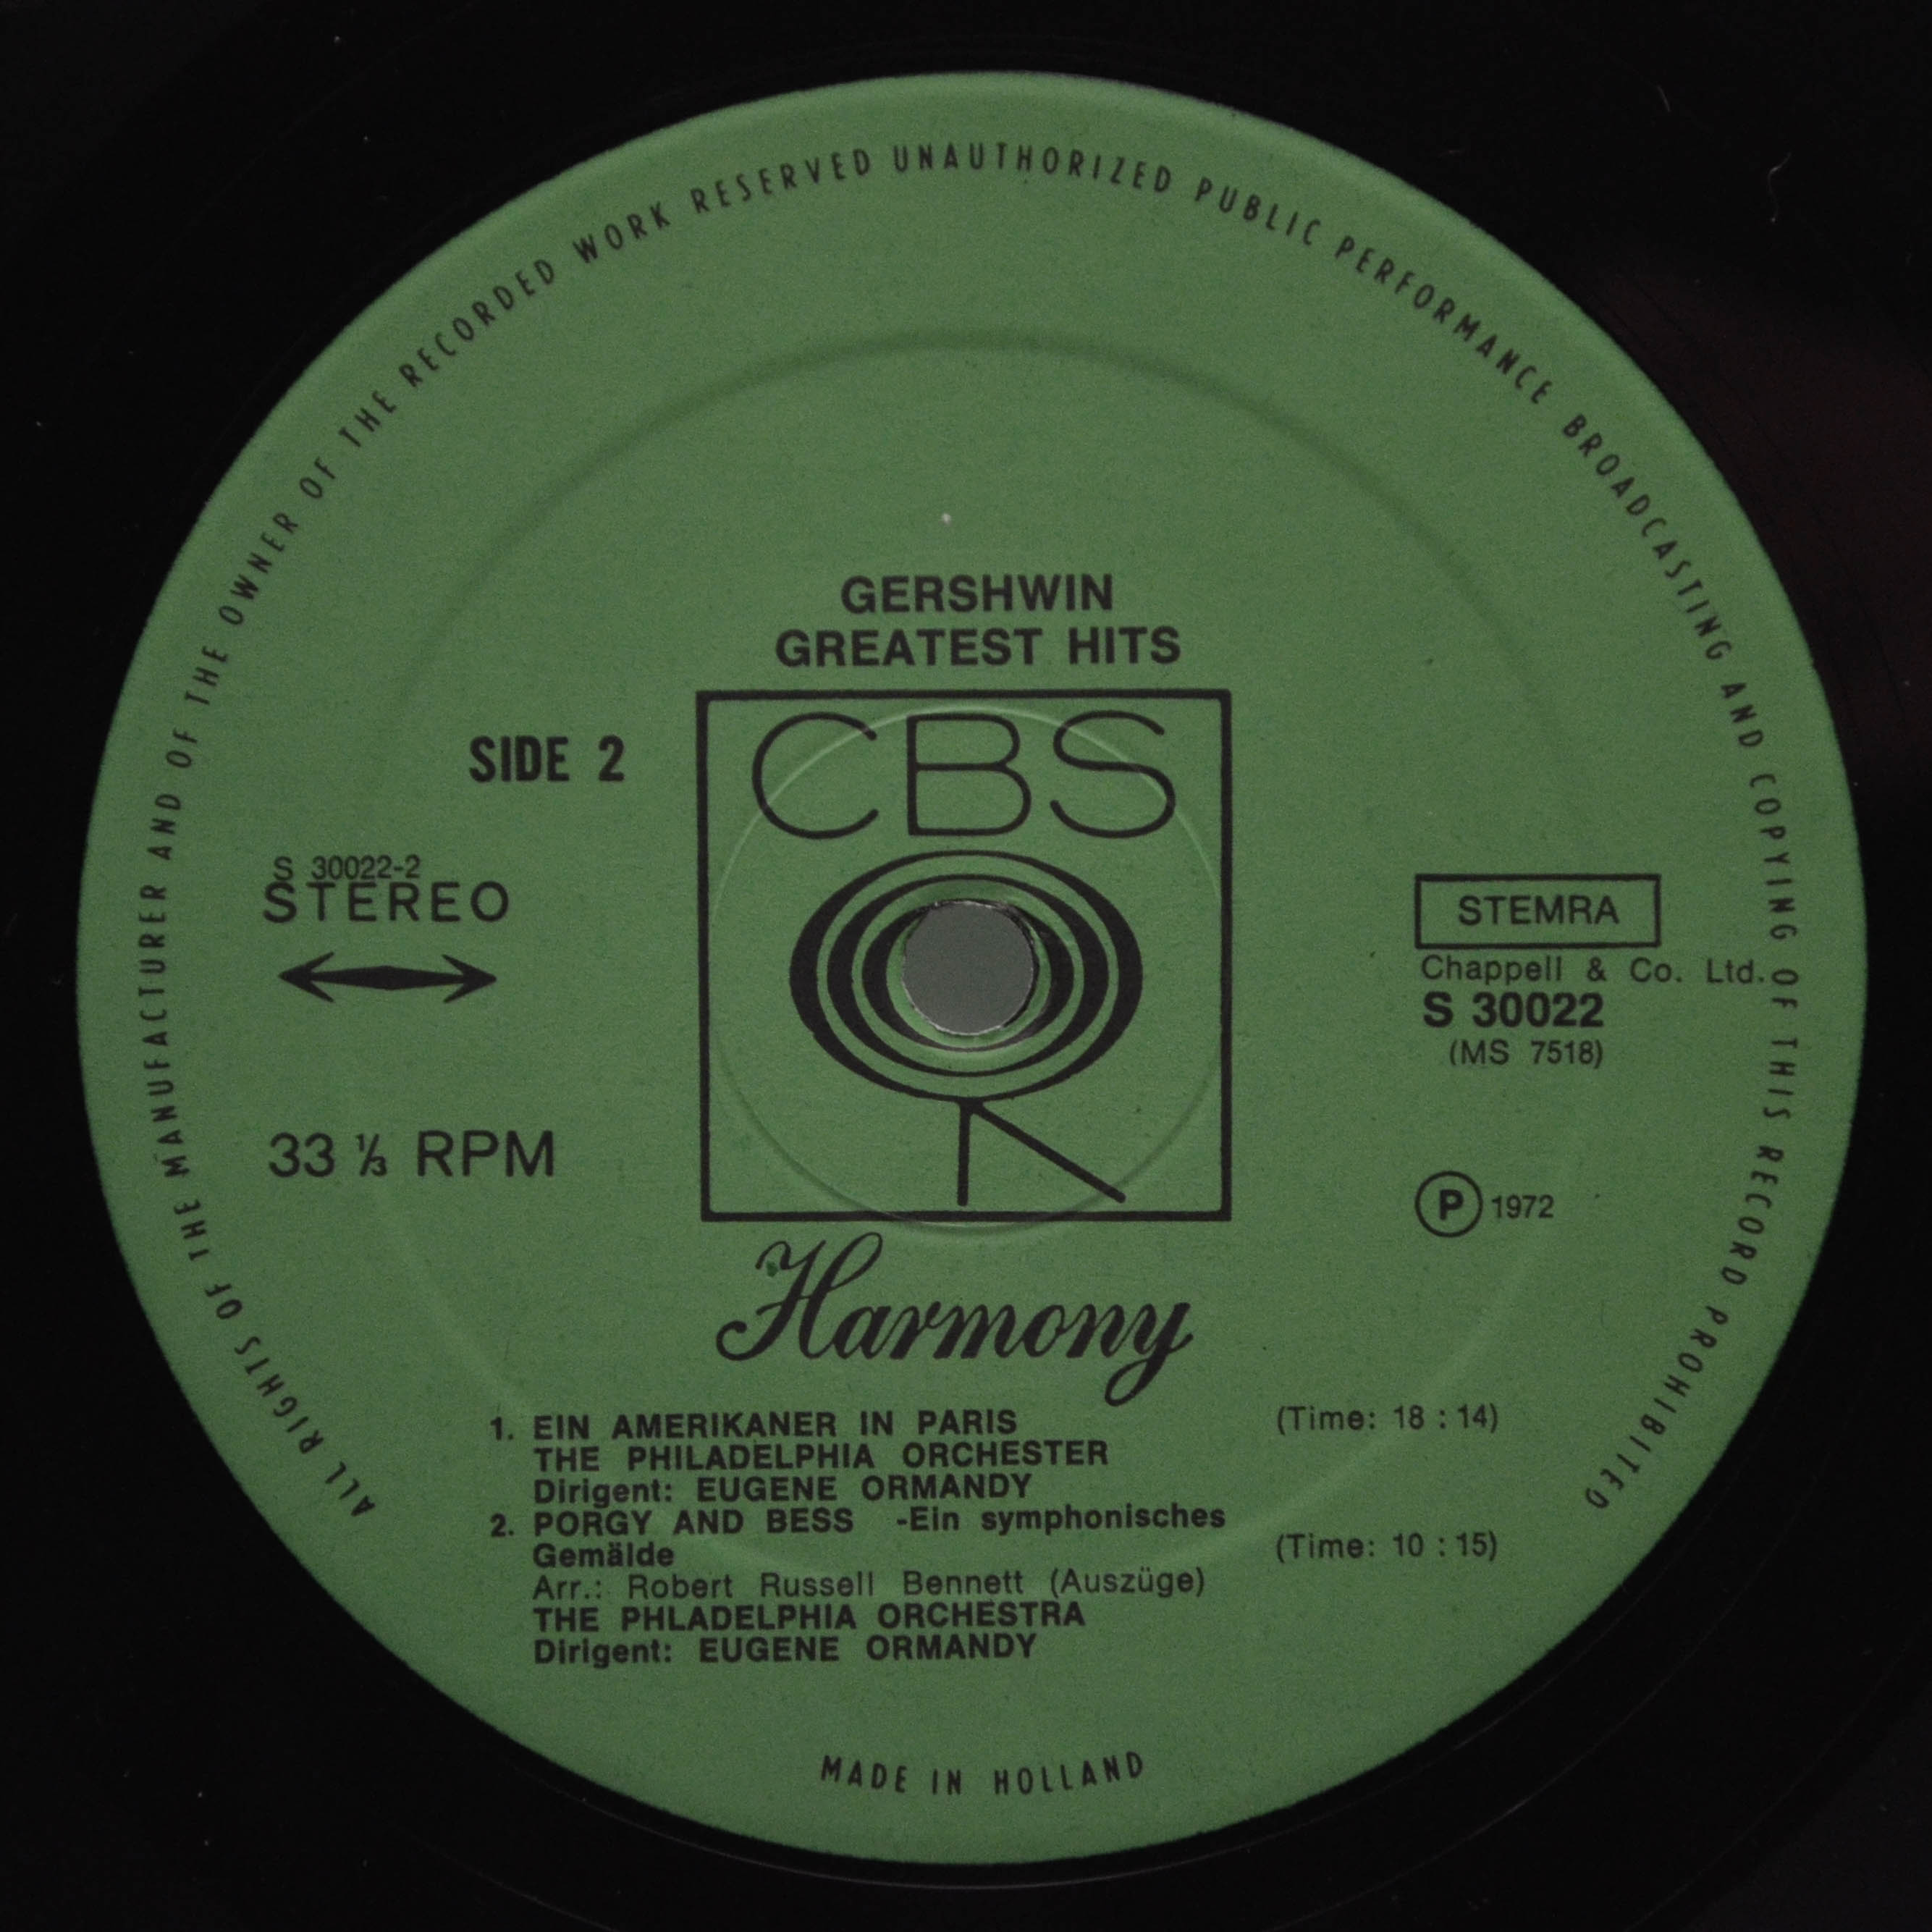 ALL RIGHTS OF THE MANUFACTURER AND OF THE OWNER OF THE RECORDED WORK RESERVED UNAUTHORIZED PUBLIC PERFORMANCE BROADCASTING AND COPYING OF THIS RECORD PROHIBITED
GERSHWIN
GREATEST HITS
CBS
SIDE 2
S 30022-2
STEREO
33 ⅓ RPM
STEMRA
Chappell & Co. Ltd.
S 30022
(MS 7518)
Ⓟ 1972
Harmony
1. EIN AMERIKANER IN PARIS (Time: 18 : 14)
THE PHILADELPHIA ORCHESTER
Dirigent: EUGENE ORMANDY
2. PORGY AND BESS -Ein symphonisches
Gemälde (Time: 10 : 15)
Arr.: Robert Russell Bennett (Auszüge)
THE PHLADELPHIA ORCHESTRA
Dirigent: EUGENE ORMANDY
MADE IN HOLLAND